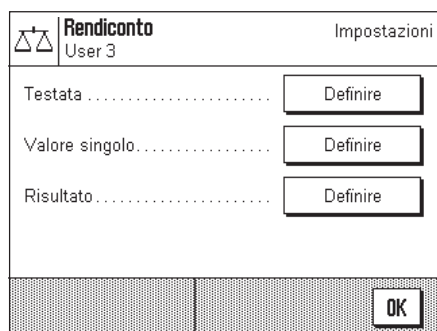 Rendiconto
User 3
Impostazioni
Testata ....................... Definire
Valore singolo................. Definire
Risultato...................... Definire
OK